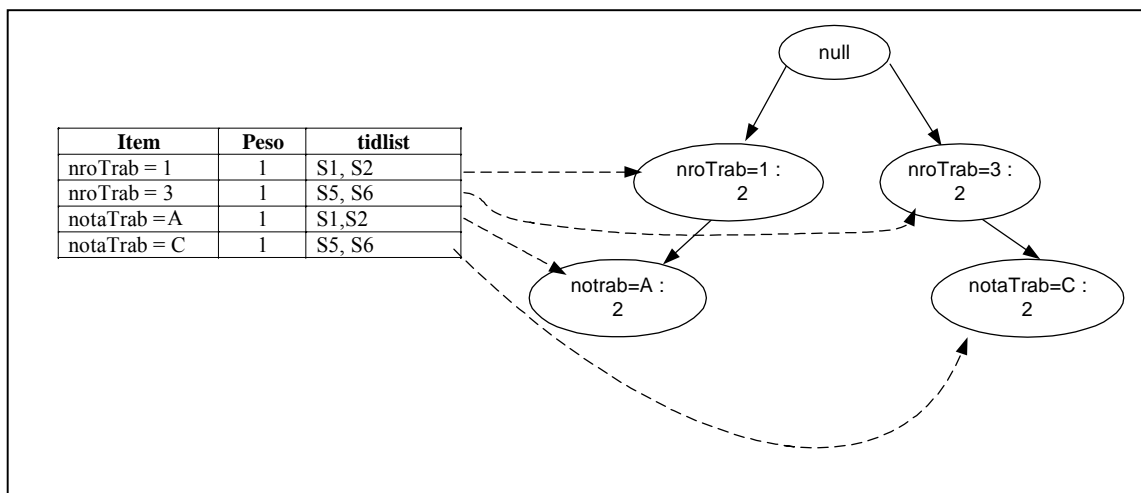 null
Item Peso tidlist
nroTrab = 1 1 S1, S2
nroTrab = 3 1 S5, S6
notaTrab =A 1 S1,S2
notaTrab = C 1 S5, S6
nroTrab=1 :
2
nroTrab=3 :
2
notrab=A :
2
notaTrab=C :
2